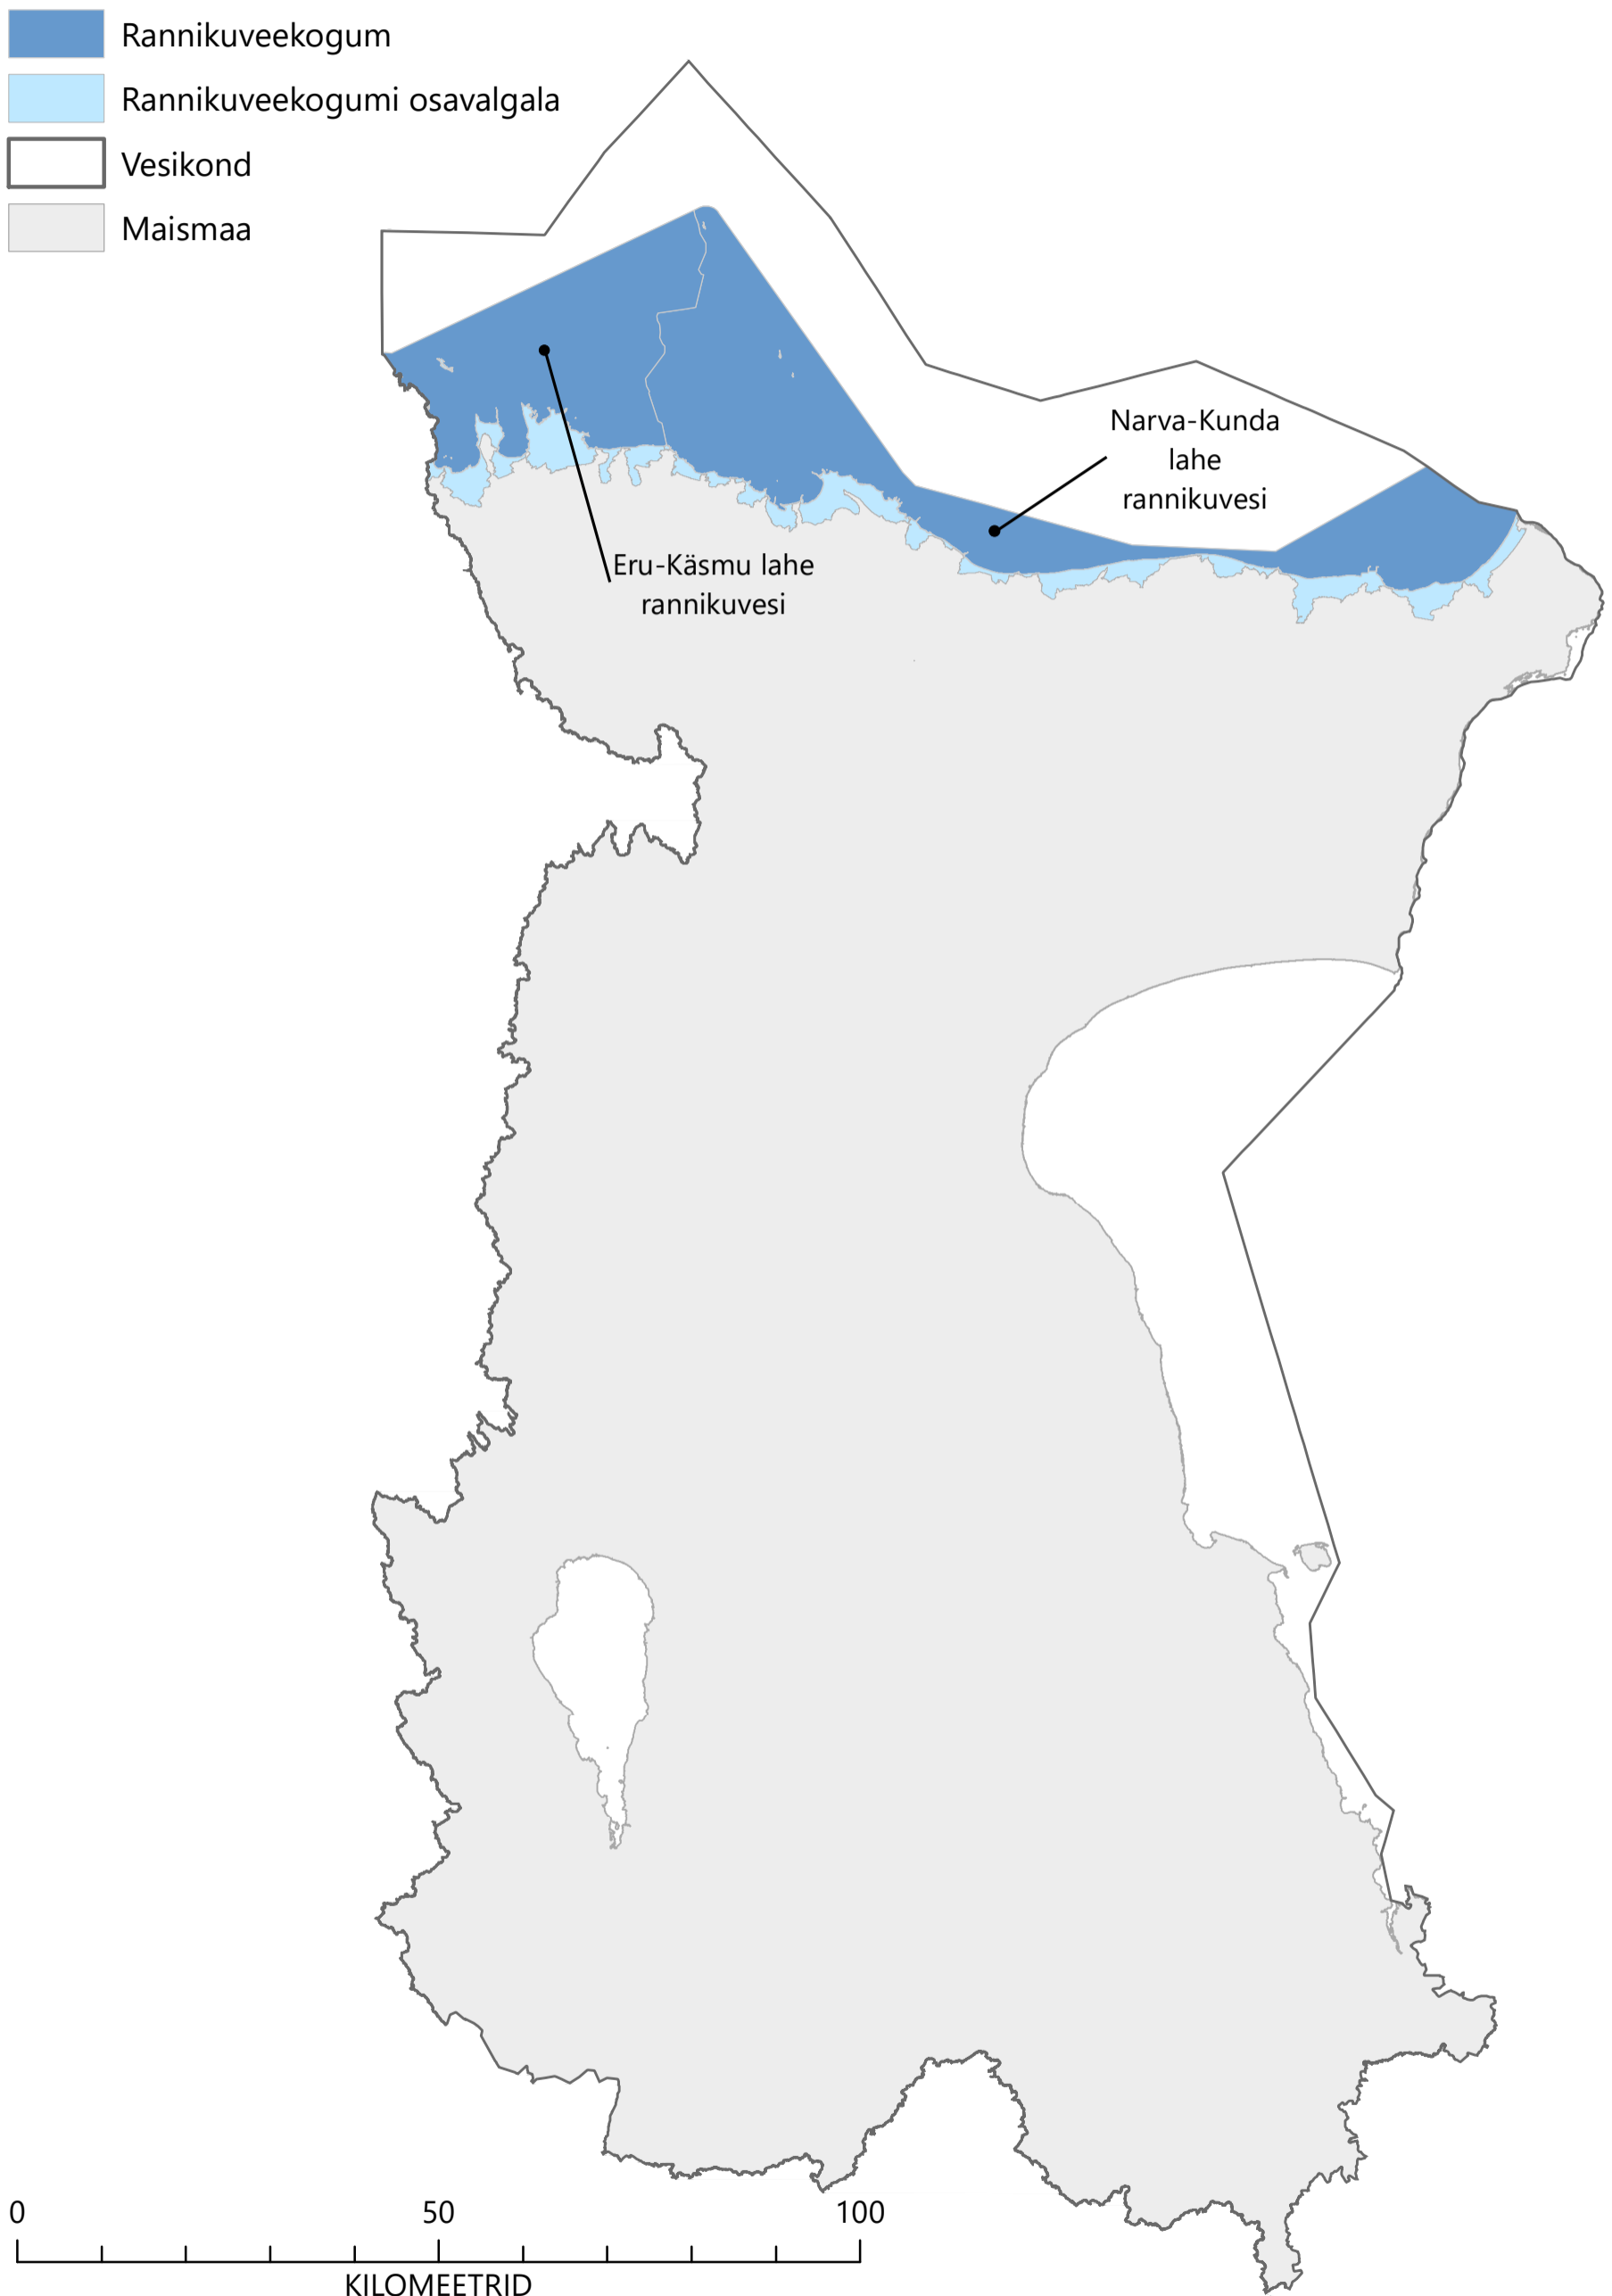 Rannikuveekogum
Rannikuveekogumi osavalgala
Vesikond
Maismaa
Narva-Kunda
lahe
rannikuvesi
Eru-Käsmu lahe
rannikuvesi
0 50 100
KILOMEETRID